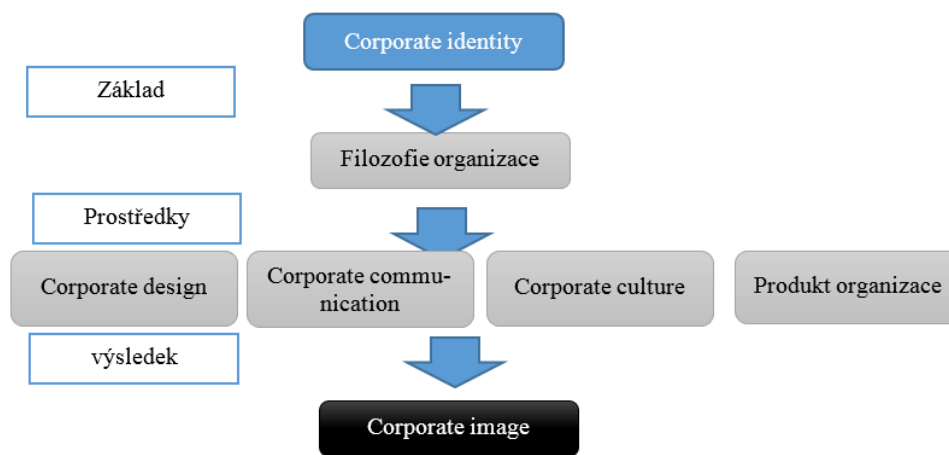 Corporate identity
Základ
Filozofie organizace
Prostředky
Corporate design
Corporate commu-
nication
Corporate culture
Produkt organizace
výsledek
Corporate image